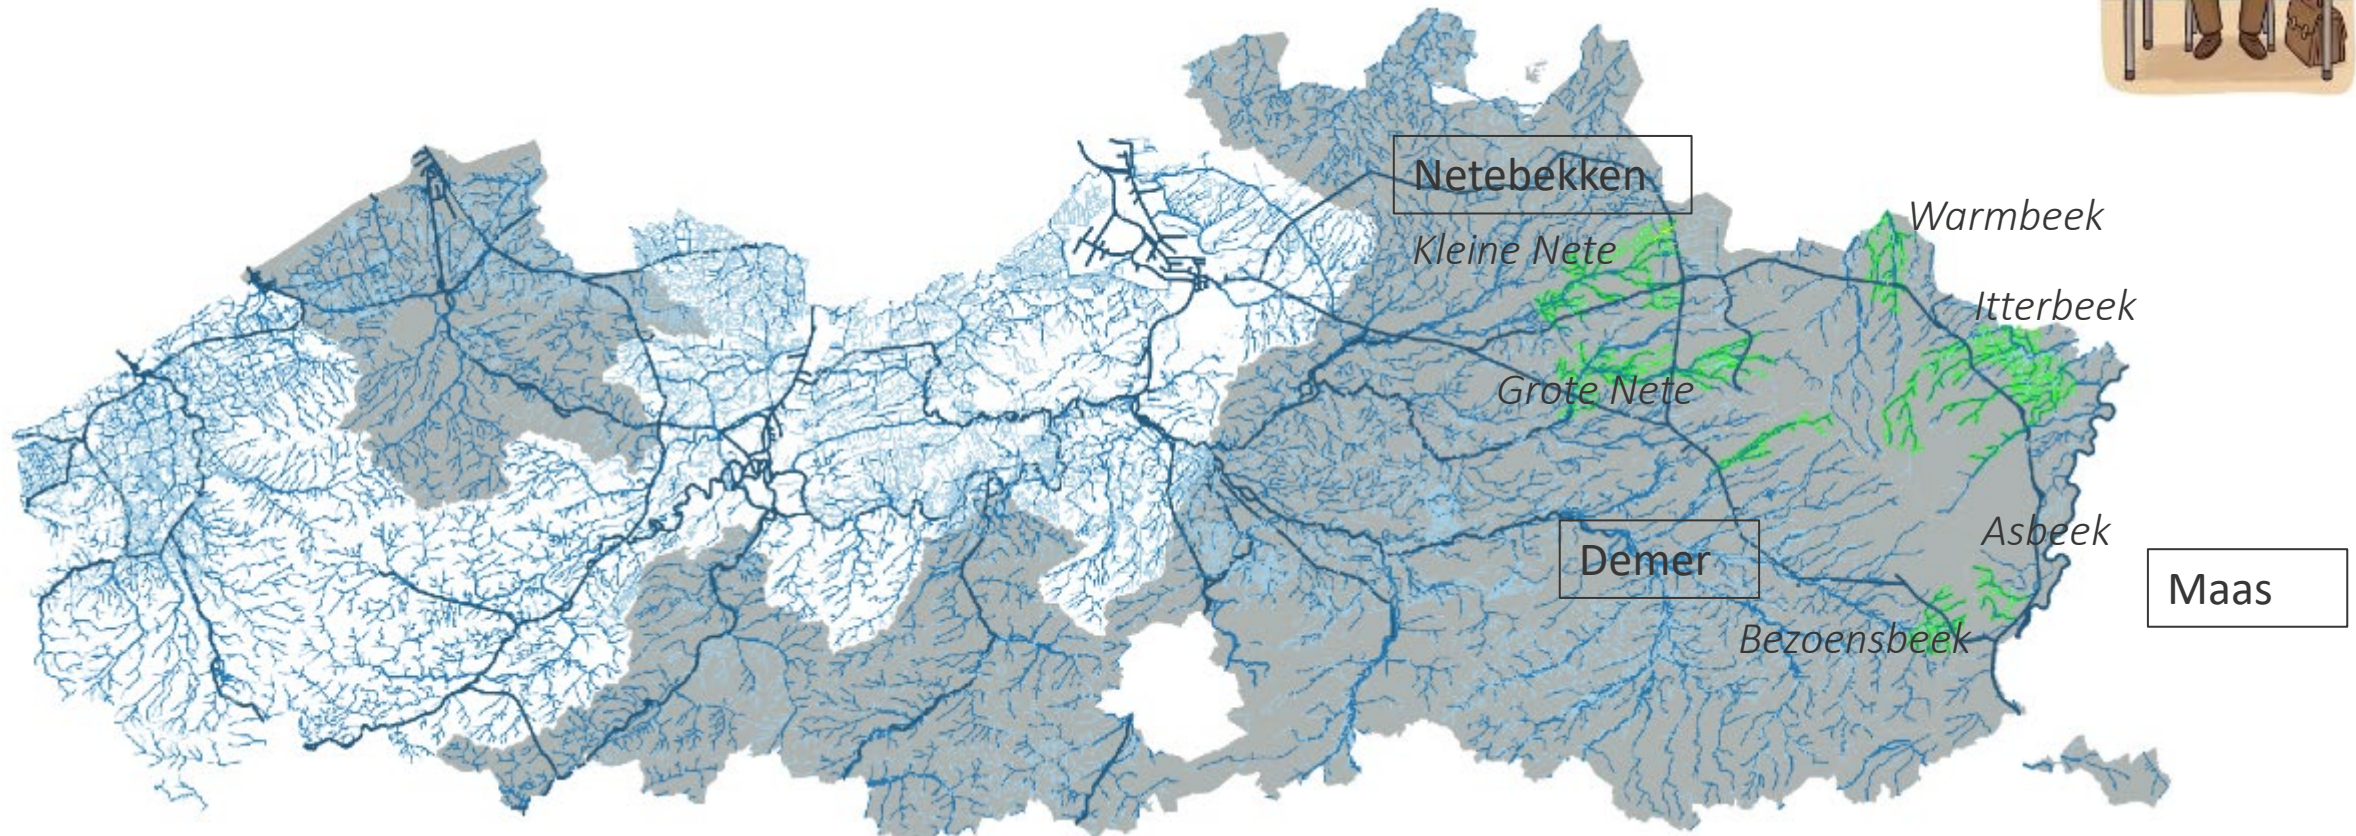 Netebekken
Warmbeek
Kleine Nete
Itterbeek
Grote Nete
Asbeek
Demer
Maas
Bezoensbeek